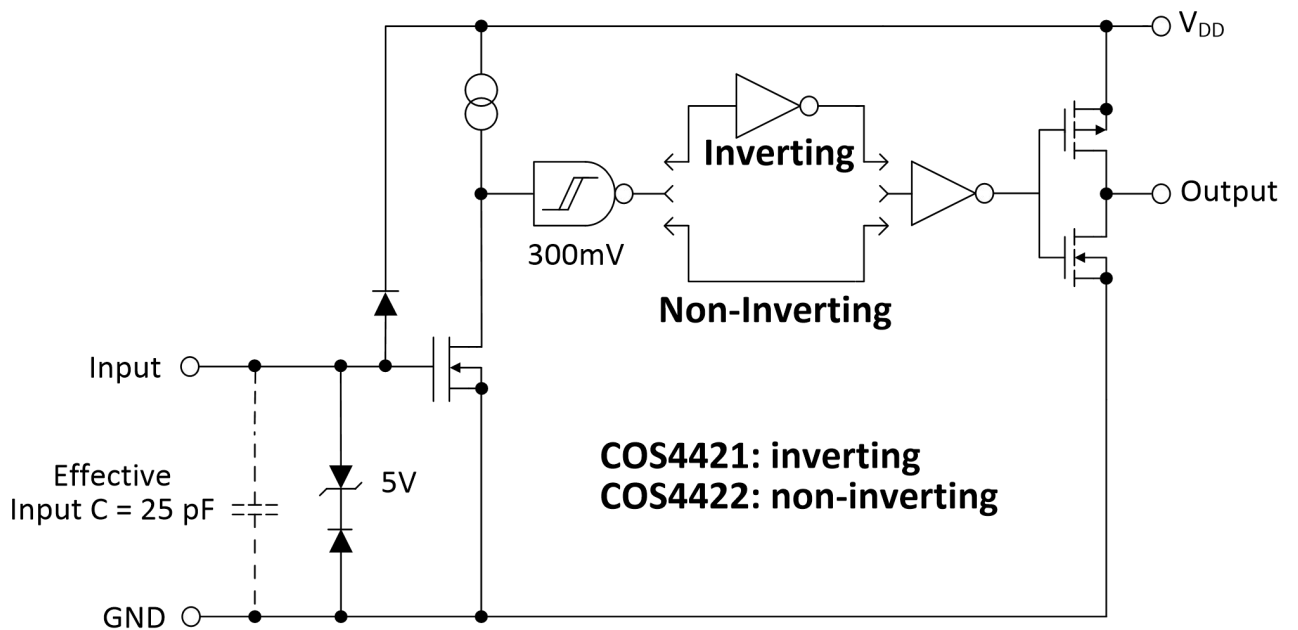 V_DD
Inverting
Output
300mV
Non-Inverting
Input
COS4421: inverting
COS4422: non-inverting
Effective
Input C = 25 pF
5V
GND